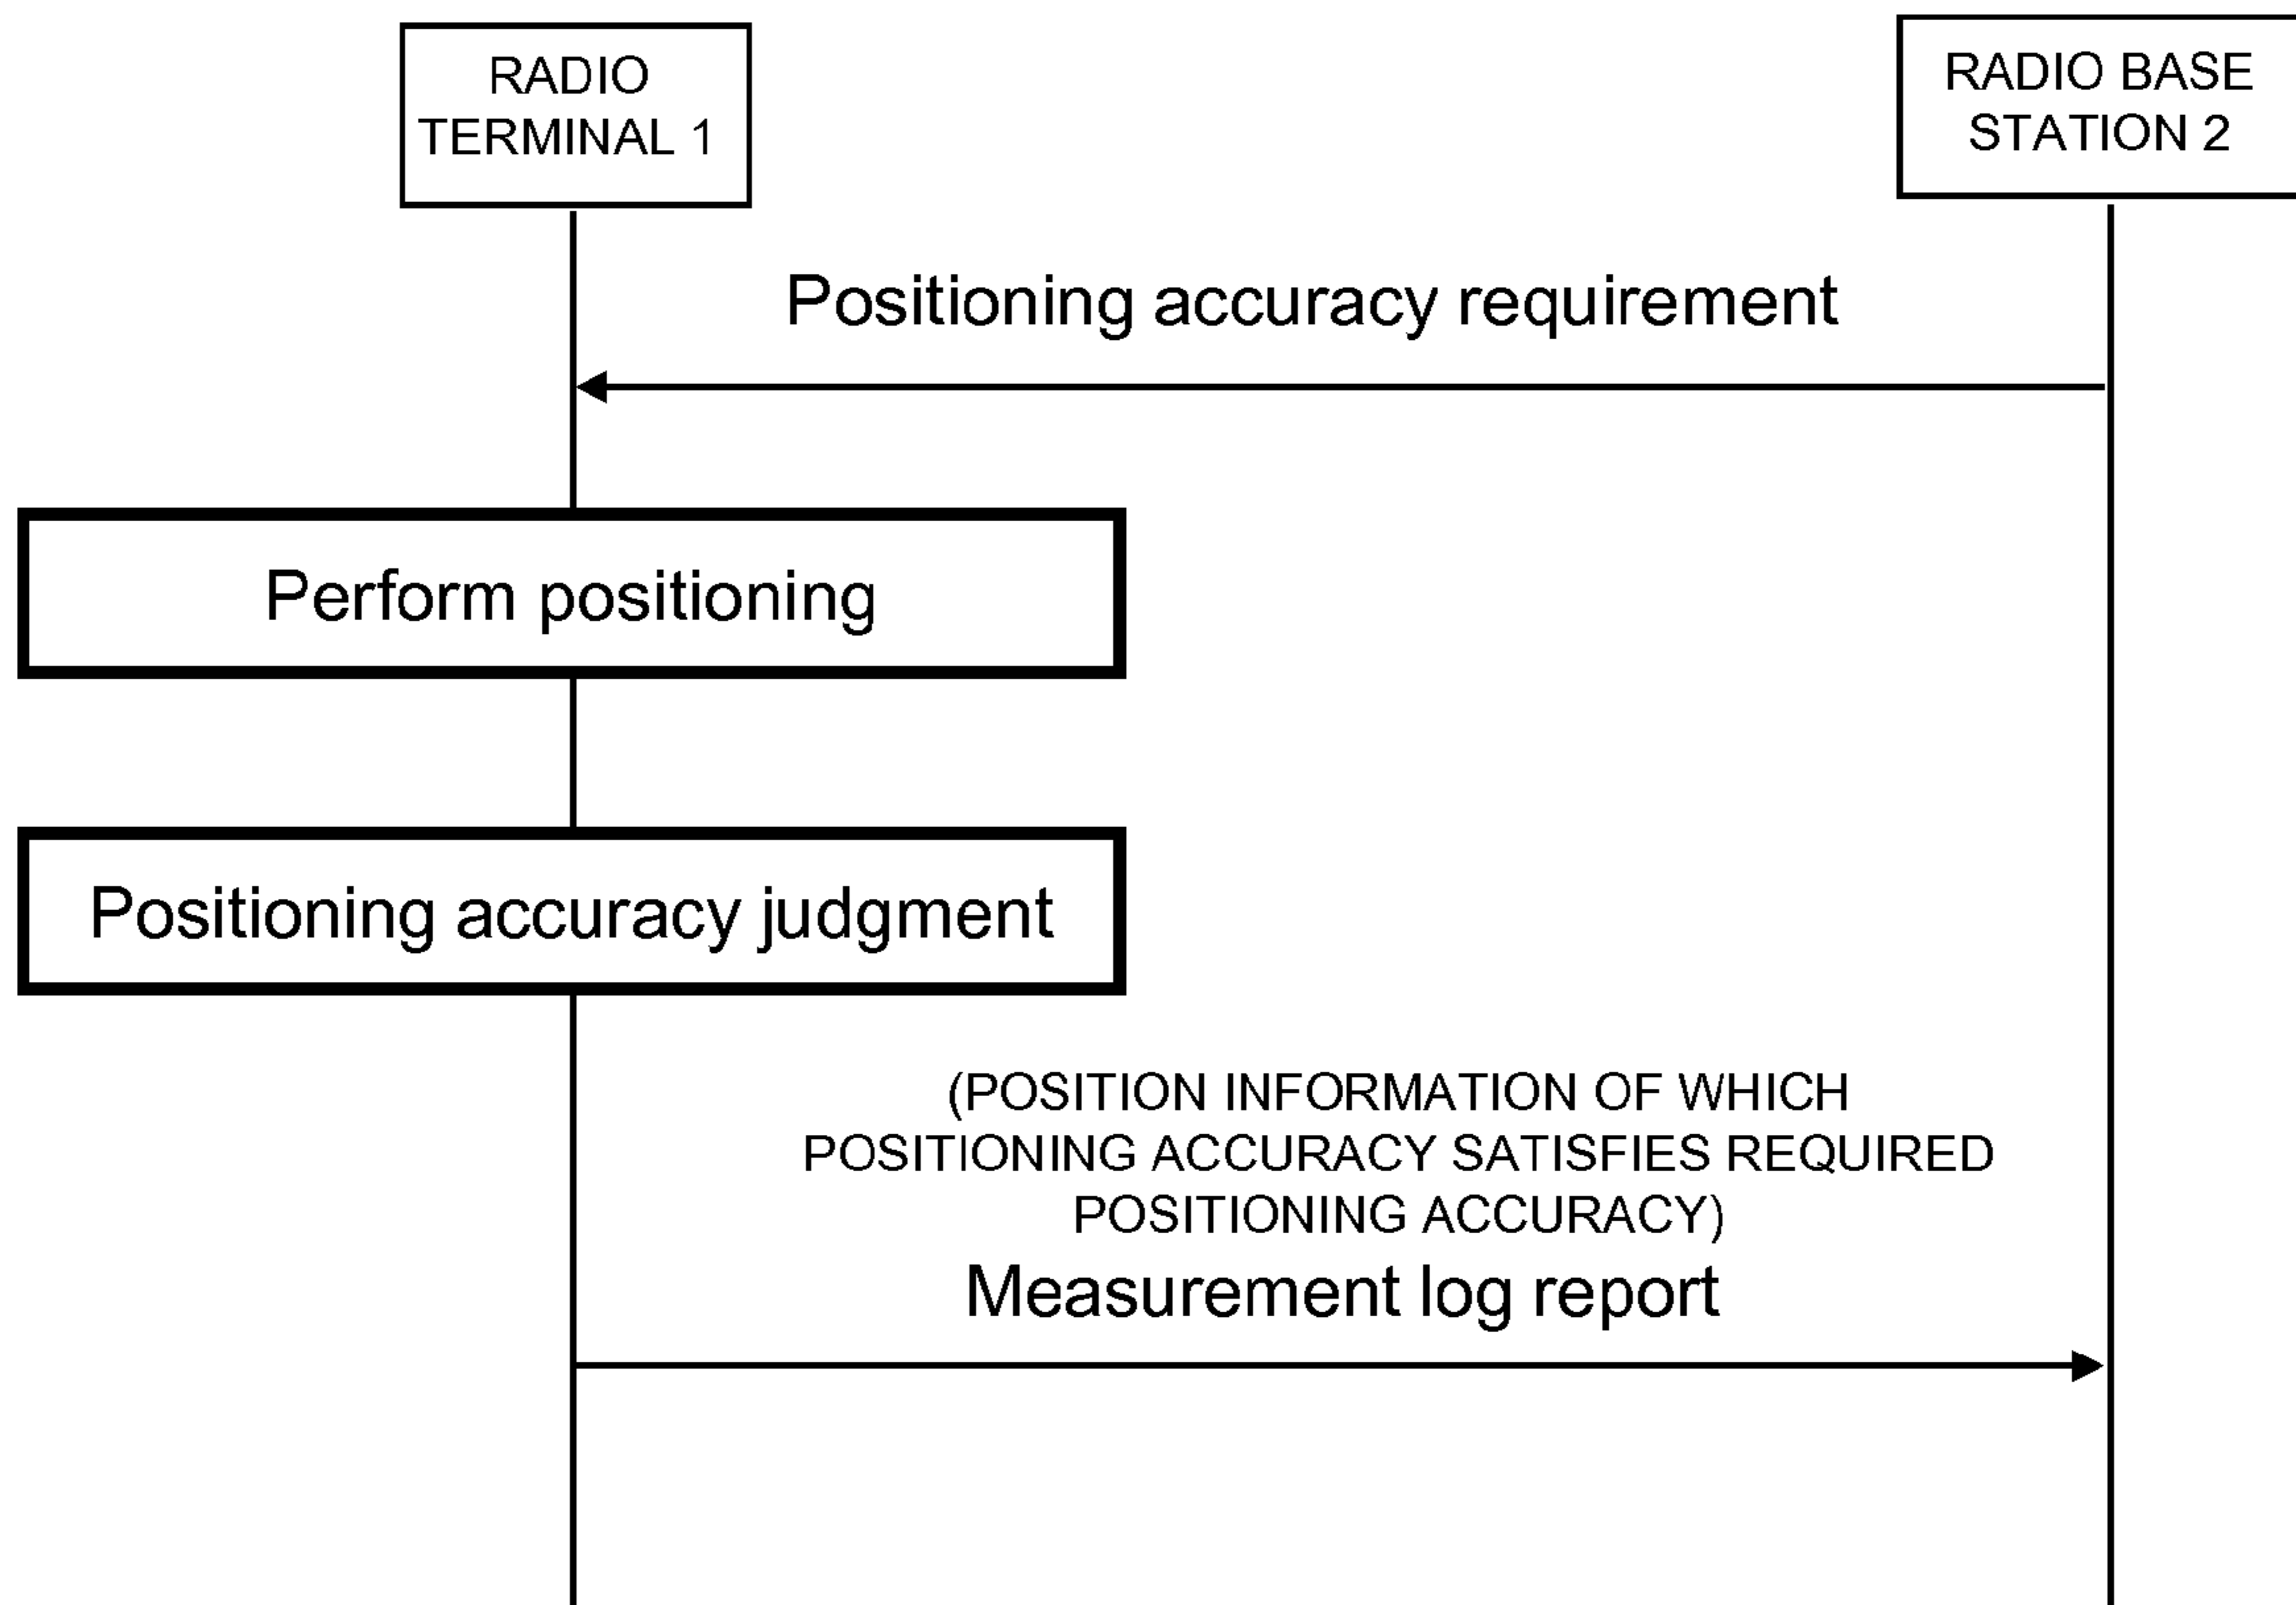 RADIO
TERMINAL 1
RADIO BASE
STATION 2
Positioning accuracy requirement
Perform positioning
Positioning accuracy judgment
(POSITION INFORMATION OF WHICH
POSITIONING ACCURACY SATISFIES REQUIRED
POSITIONING ACCURACY)
Measurement log report